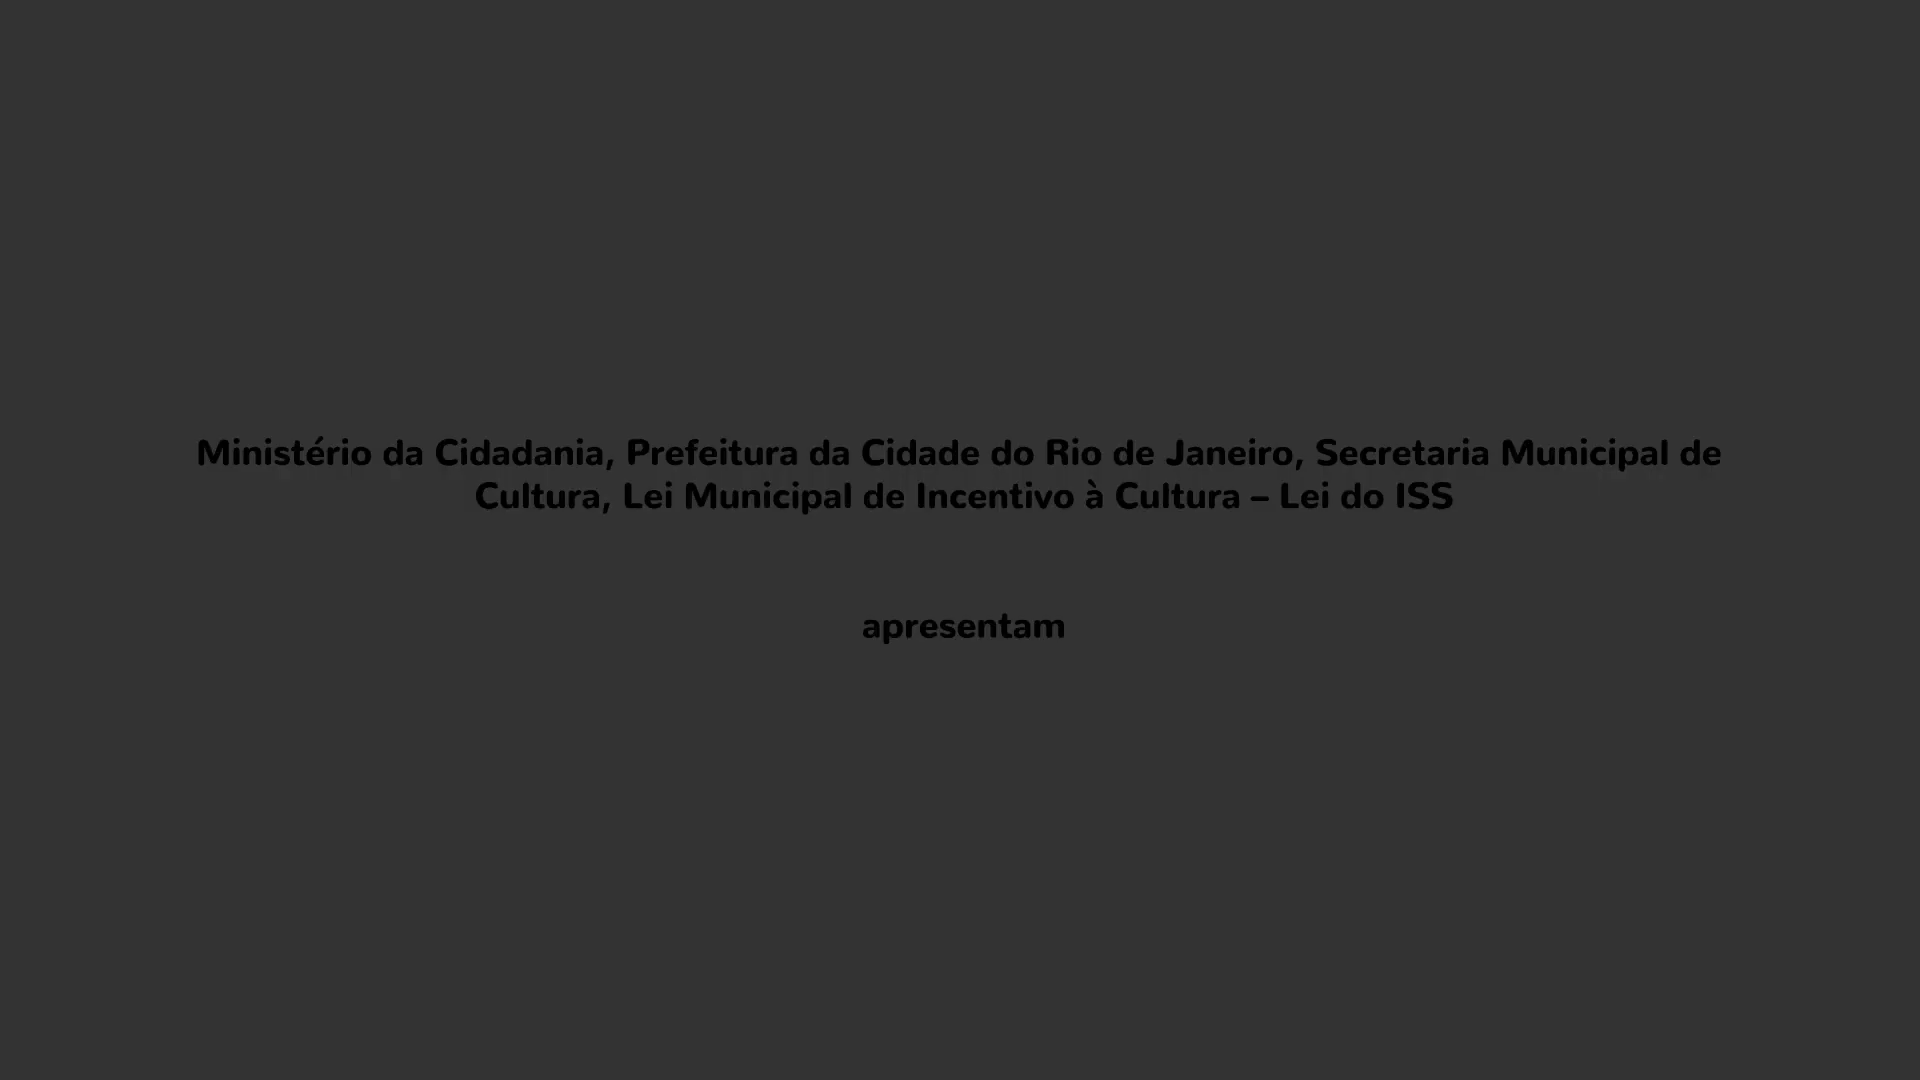 Ministério da Cidadania, Prefeitura da Cidade do Rio de Janeiro, Secretaria Municipal de
Cultura, Lei Municipal de Incentivo à Cultura – Lei do ISS
apresentam